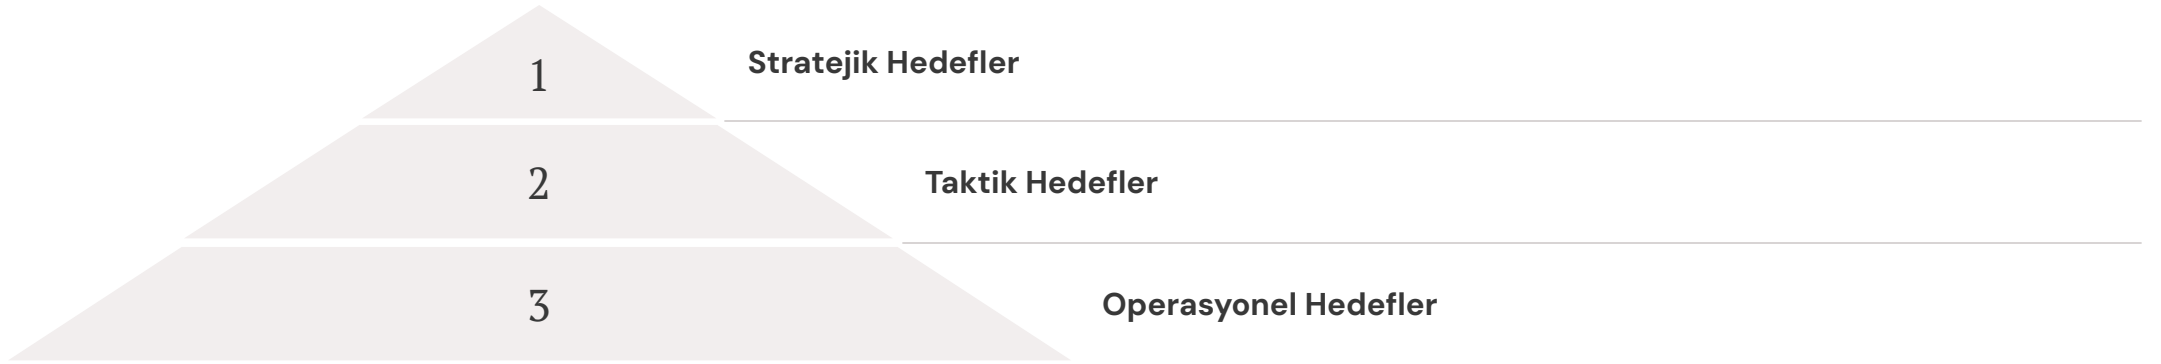 1
Stratejik Hedefler
2
Taktik Hedefler
3
Operasyonel Hedefler